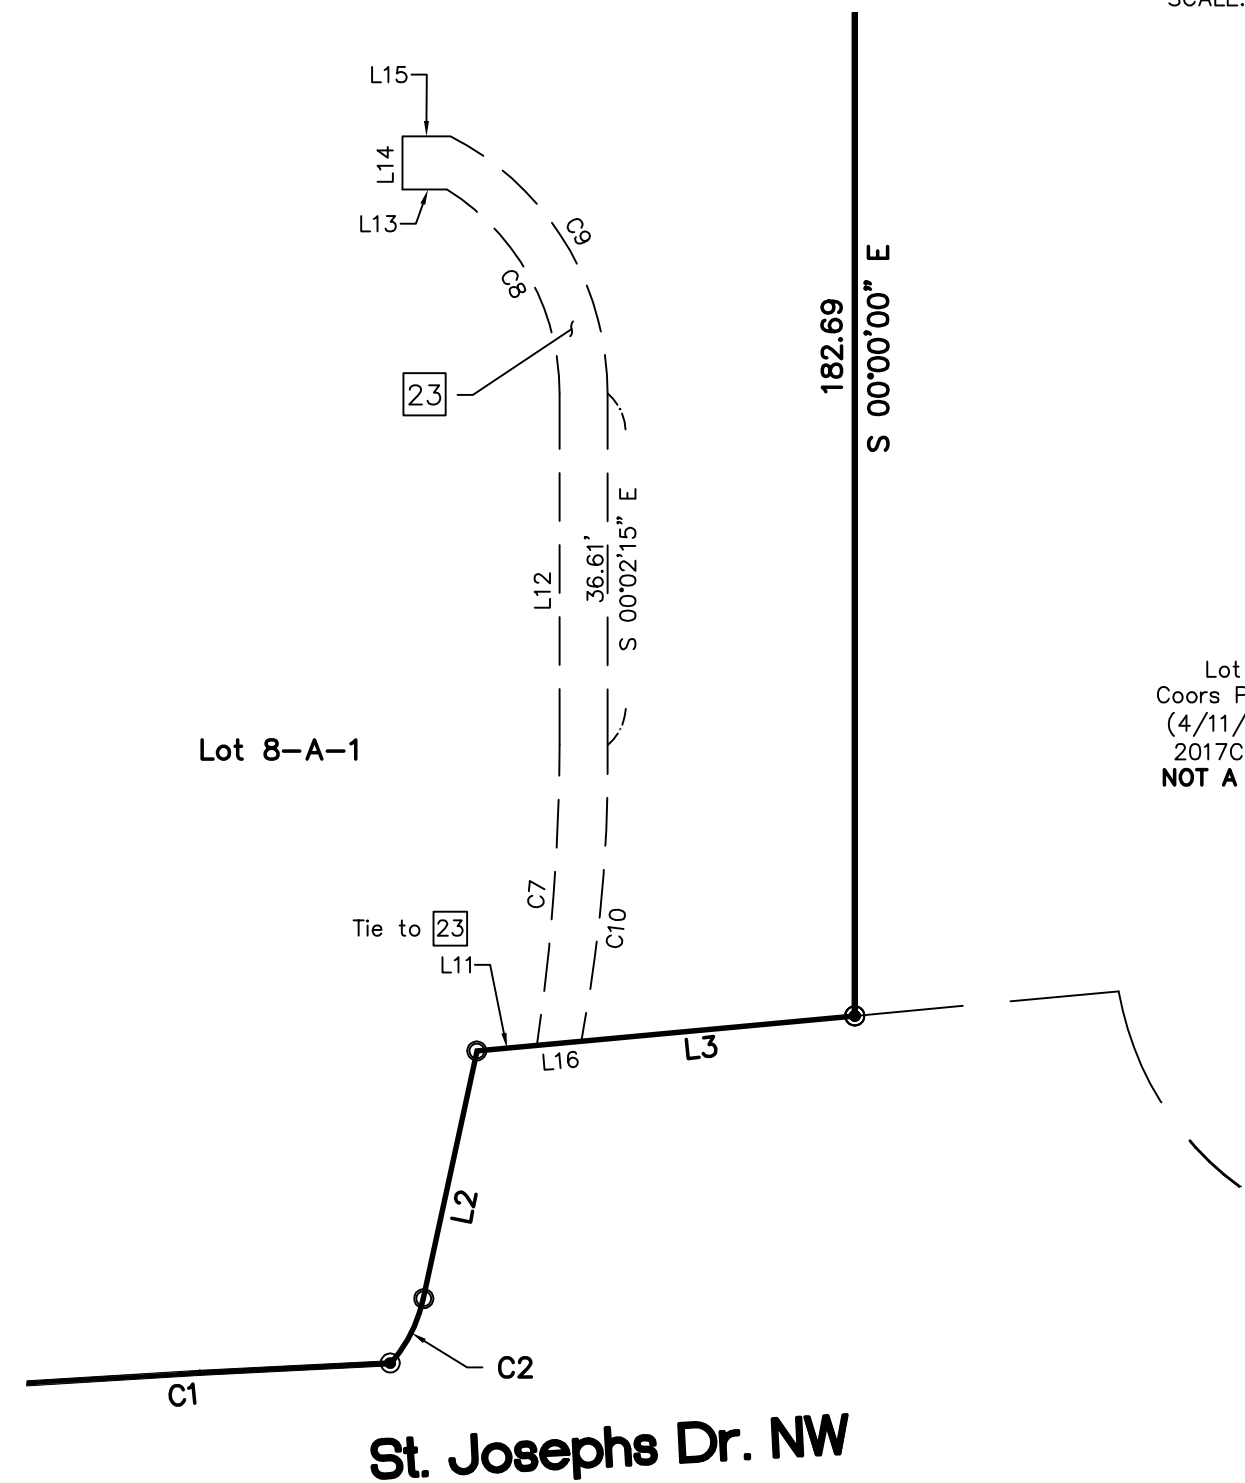 SCALE:
L15
L14
L13
C9
C8
23
182.69
S 00°00'00" E
L12
36.61'
S 00°02'15" E
Lot 8-A-1
Lot
Coors P
(4/11/
2017C
NOT A
C7
C10
Tie to 23
L11
L16
L3
L2
C2
C1
St. Josephs Dr. NW